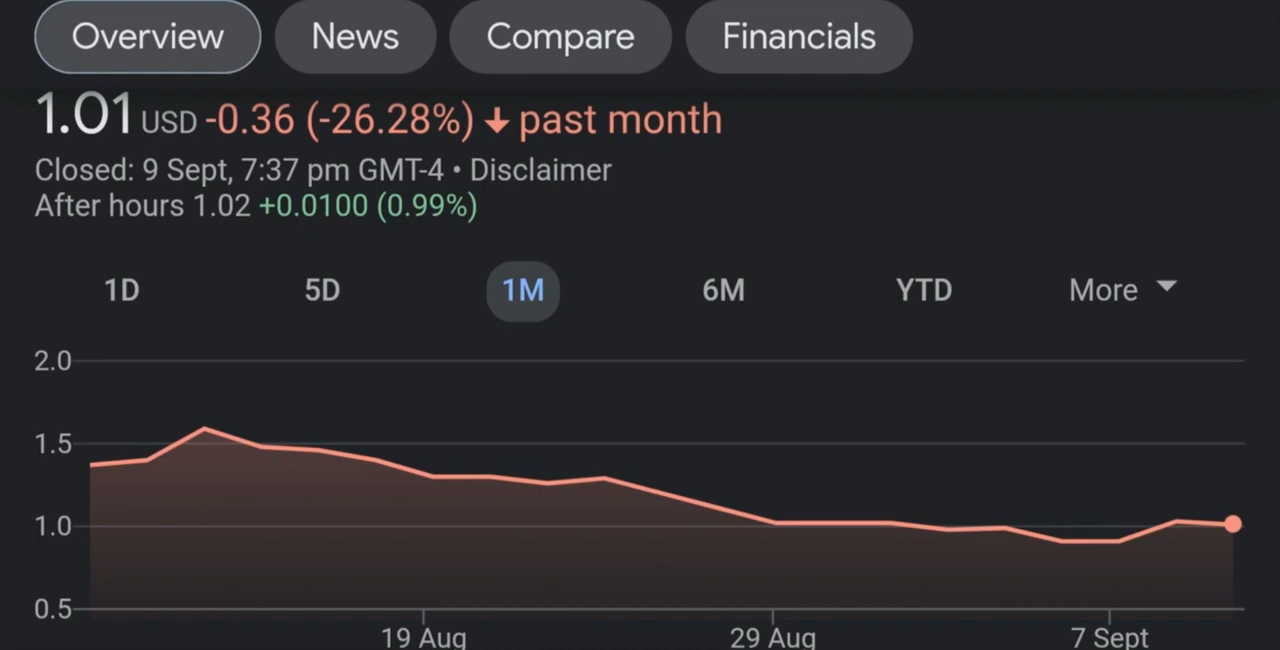 Overview News Compare Financials
1.01 USD -0.36 (-26.28%) ↓ past month
Closed: 9 Sept, 7:37 pm GMT-4 • Disclaimer
After hours 1.02 +0.0100 (0.99%)
1D 5D 1M 6M YTD More
2.0
1.5
1.0
0.5
19 Aug 29 Aug 7 Sept